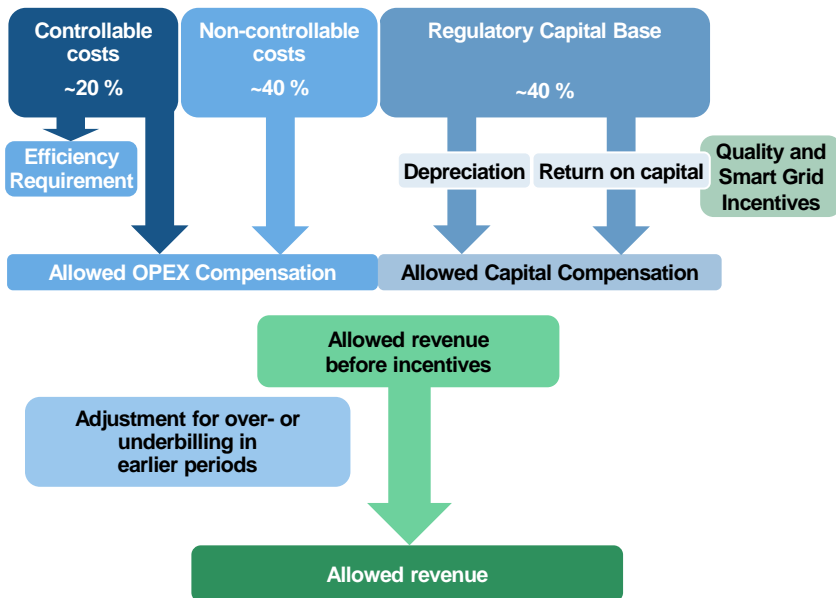 Controllable
costs
~20 %
Non-controllable
costs
~40 %
Regulatory Capital Base
~40 %
Efficiency
Requirement
Depreciation
Return on capital
Quality and
Smart Grid
Incentives
Allowed OPEX Compensation
Allowed Capital Compensation
Allowed revenue
before incentives
Adjustment for over- or
underbilling in
earlier periods
Allowed revenue